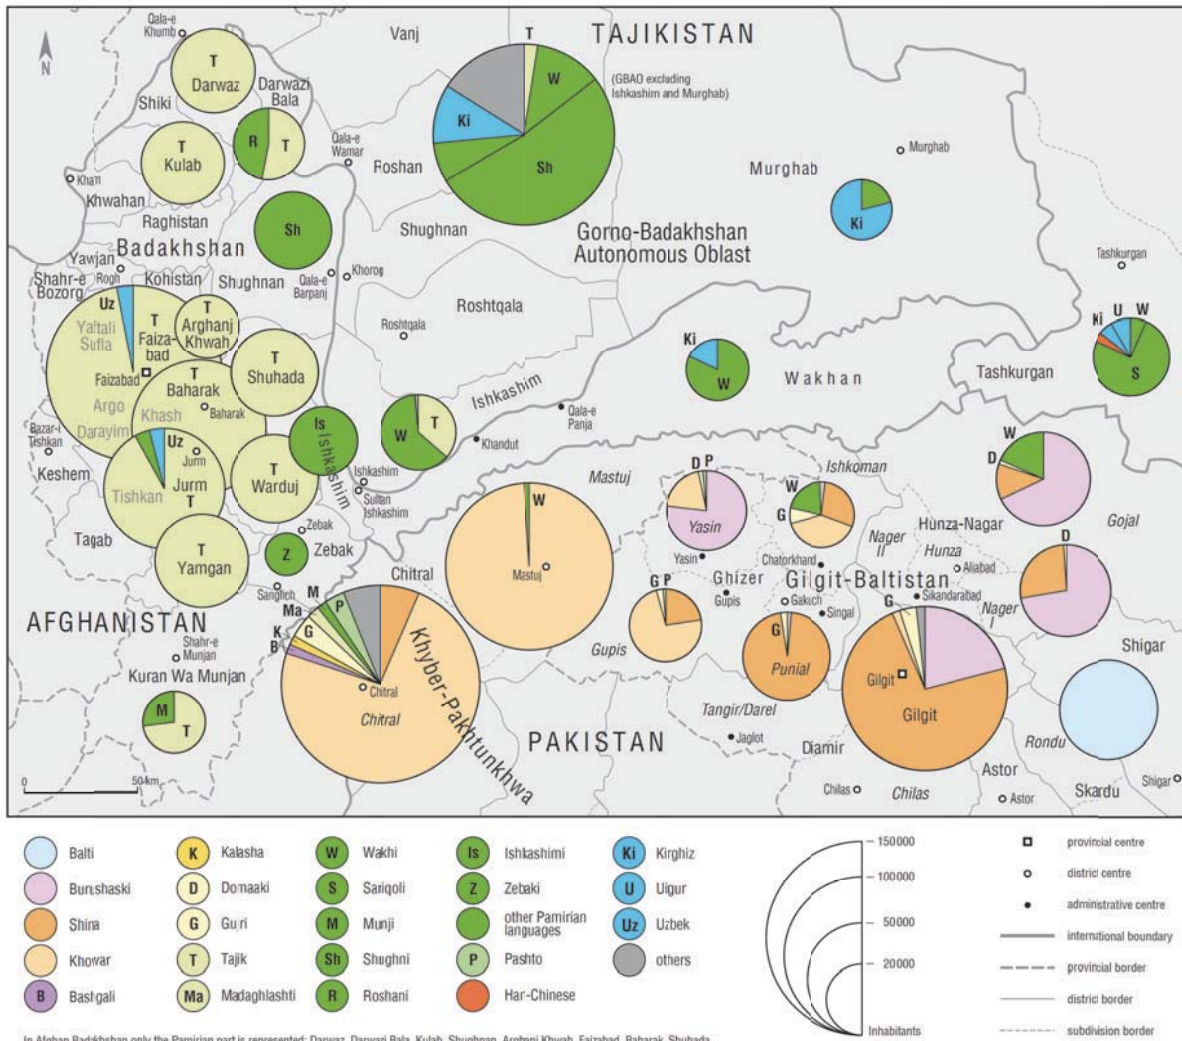 N
TAJIKISTAN
(GBAO excluding
Ishkashim and Murghab)
Qala-e
Khumb
Vanj
T
Darwaz
Darwazi
Bala
Shiki
T
W
Ki
Sh
R
T
Qala-e
Wamar
Roshan
T
Kulab
Khwahan
Raghistan
Murghab
Murghab
Ki
Sh
Badakhshan
Shughnan
Gorno-Badakhshan
Autonomous Oblast
Tashkurgan
Yawjan
Rogh
Shahr-e
Bozorg
Kohistan
Shughnan
Qala-e
Barpanj
Khorog
Roshtqala
Roshtqala
Uz
T
Yaftali
Sufla
Faiza-
bad
T
Arghanj
Khwah
Faizabad
Argo
Darayim
T
Baharak
Khash
Baharak
T
Shuhada
Ki
W
Wakhan
Tashkurgan
Ki
U
W
S
Ishkashim
Qala-e
Panja
Khandut
W
T
Is
Ishkashim
Ishkashim
Sultan
Ishkashim
Bazar-i
Tishkan
Keshem
Uz
Jurm
Tishkan
Jurm
T
T
Warduj
Tagab
T
Yamgan
Zebak
Z
Zebak
Sanglich
AFGHANISTAN
Shahr-e
Munjan
Kuran Wa Munjan
M
T
0
50 km
Mastuj
W
Mastuj
Chitral
M
P
Ma
G
K
B
Chitral
Chitral
Khyber-Pakhtunkhwa
PAKISTAN
D
P
Yasin
Yasin
Ishkoman
W
G
Chatorkhand
Ghizer
Gupis
G
P
Gupis
Gakuch
Singal
G
Punial
Nager
II
Hunza-Nagar
Hunza
Aliabad
Gilgit-Baltistan
Sikandarabad
Nager
I
W
D
Gojal
D
G
Gilgit
Gilgit
Shigar
Rondu
Tangir/Darel
Jaglot
Diamir
Chilas
Chilas
Astor
Astor
Skardu
Shigar
Balti
Burushaski
Shina
Khowar
B Bashgali
K Kalasha
D Domaaki
G Gujri
T Tajik
Ma Madaghlashti
W Wakhi
S Sariqoli
M Munji
Sh Shughni
R Roshani
Is Ishkashimi
Z Zebaki
other Pamirian
languages
P Pashto
Han-Chinese
Ki Kirghiz
U Uigur
Uz Uzbek
others
150000
100000
50000
20000
Inhabitants
provincial centre
district centre
administrative centre
international boundary
provincial border
district border
subdivision border
In Afghan Badakhshan only the Pamirian part is represented: Darwaz, Darwazi Bala, Kulab, Shughnan, Arghanj Khwah, Faizabad, Baharak, Shuhada